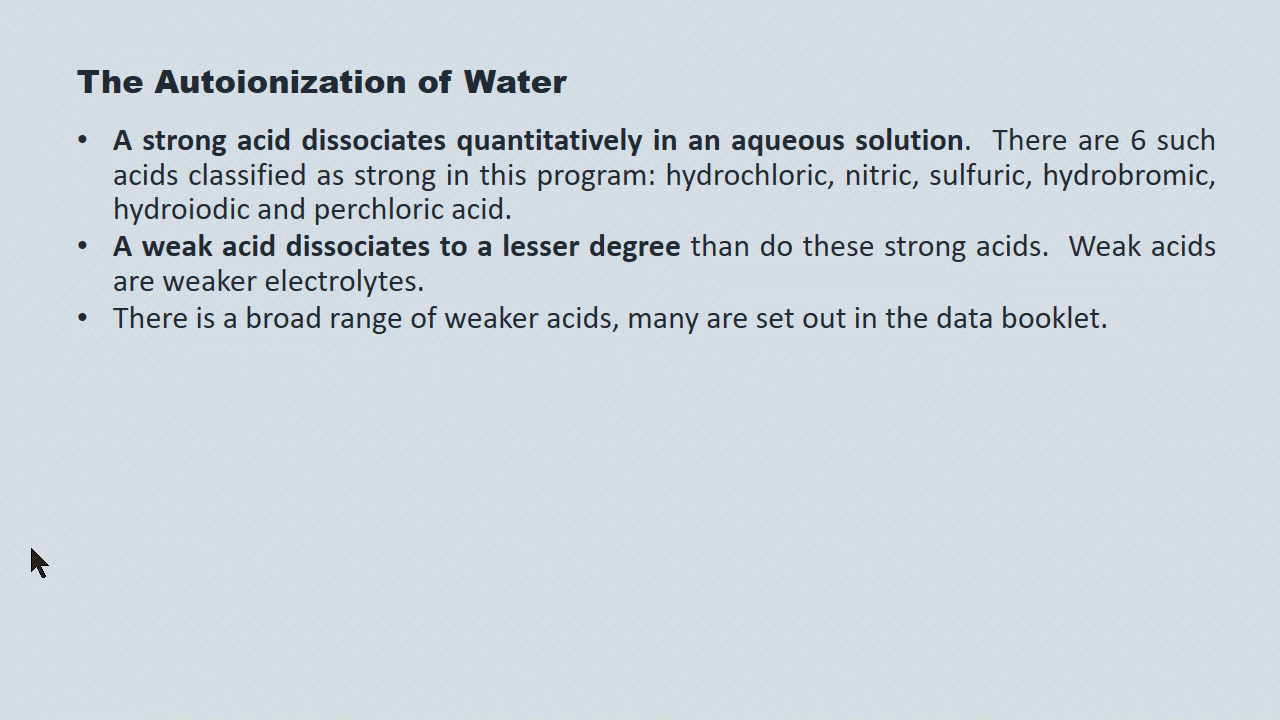 The Autoionization of Water
• A strong acid dissociates quantitatively in an aqueous solution. There are 6 such
acids classified as strong in this program: hydrochloric, nitric, sulfuric, hydrobromic,
hydroiodic and perchloric acid.
• A weak acid dissociates to a lesser degree than do these strong acids. Weak acids
are weaker electrolytes.
• There is a broad range of weaker acids, many are set out in the data booklet.